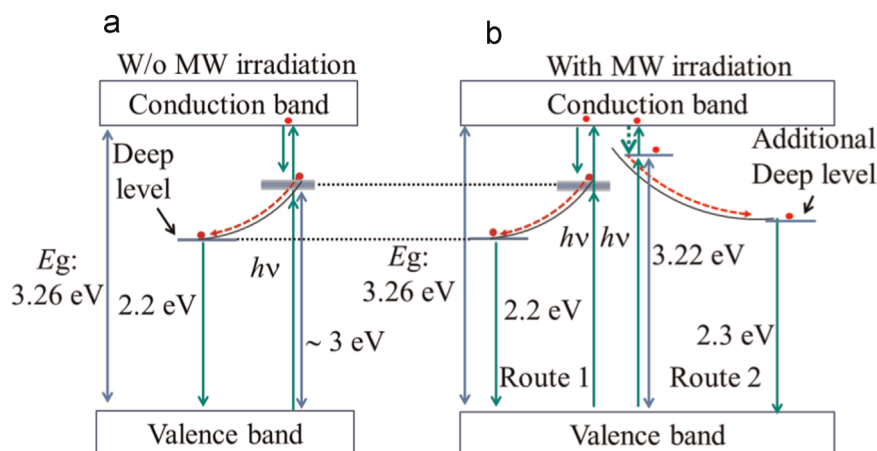 a
W/o MW irradiation
Conduction band
Deep
level
Eg:
3.26 eV
2.2 eV
hν
~ 3 eV
Valence band
b
With MW irradiation
Conduction band
Additional
Deep level
Eg:
3.26 eV
hν
hν
3.22 eV
2.2 eV
2.3 eV
Route 1
Route 2
Valence band